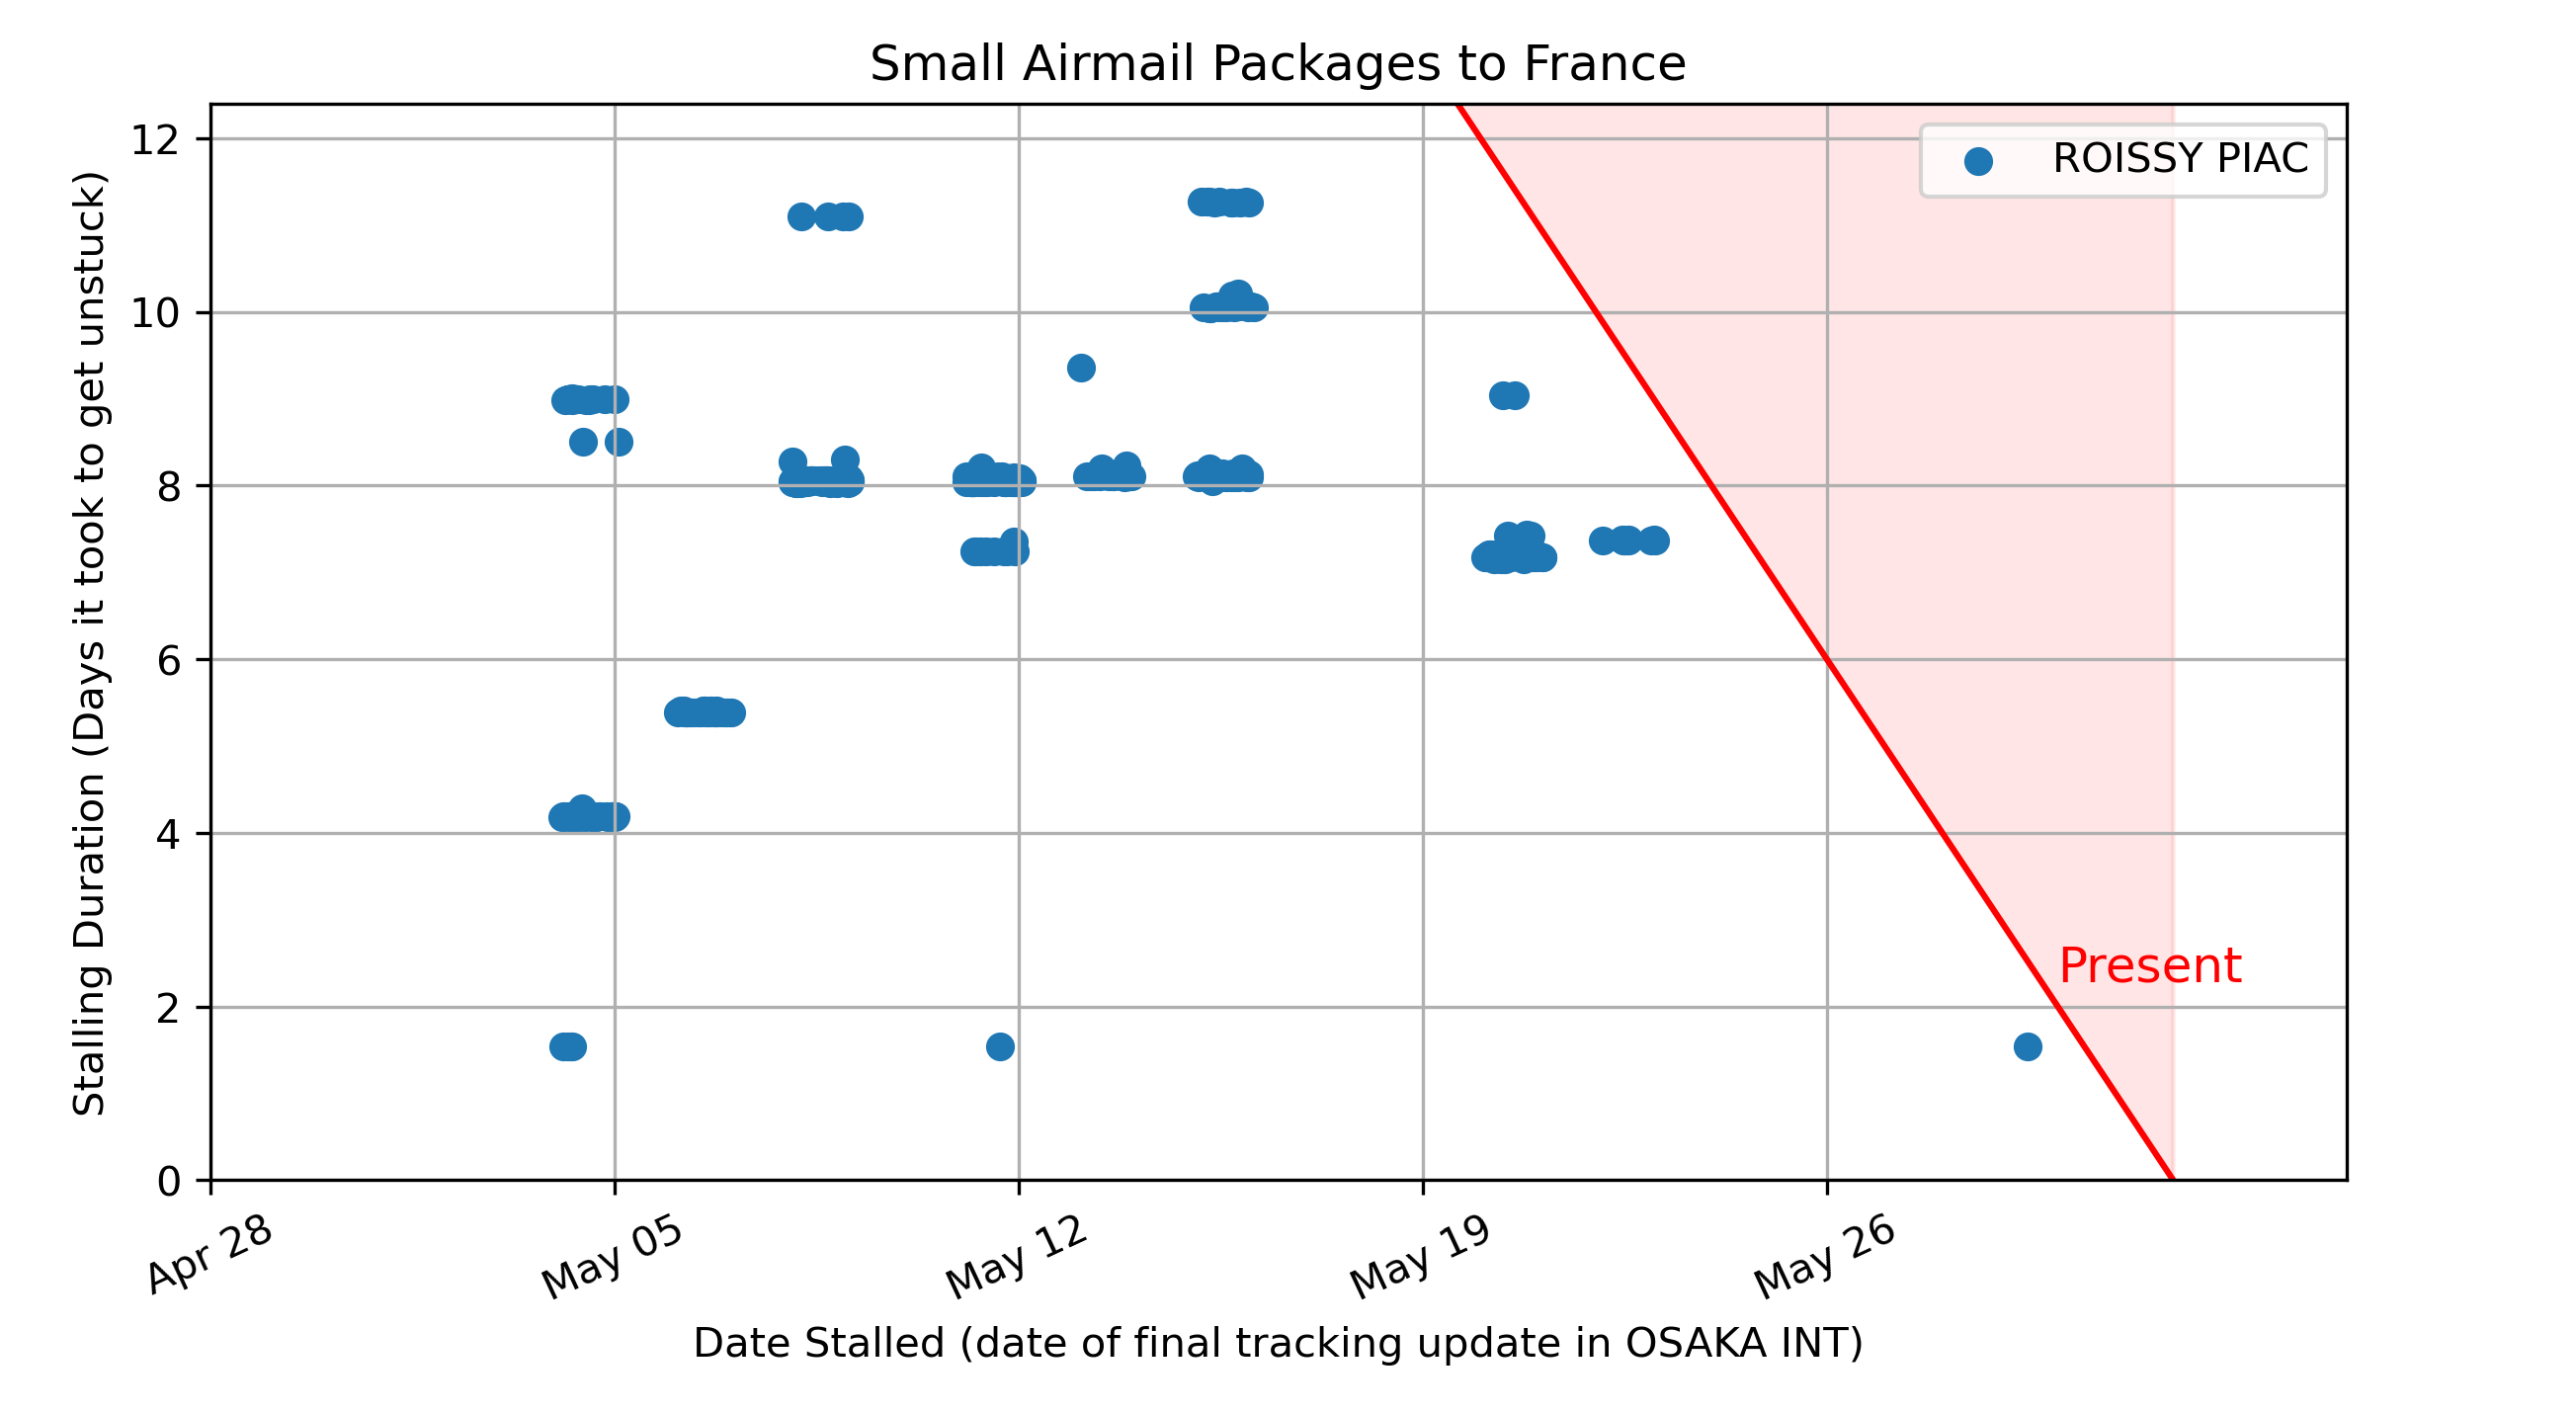 Small Airmail Packages to France
ROISSY PIAC
Stalling Duration (Days it took to get unstuck)
12
10
8
6
4
2
0
Present
Apr 28
May 05
May 12
May 19
May 26
Date Stalled (date of final tracking update in OSAKA INT)